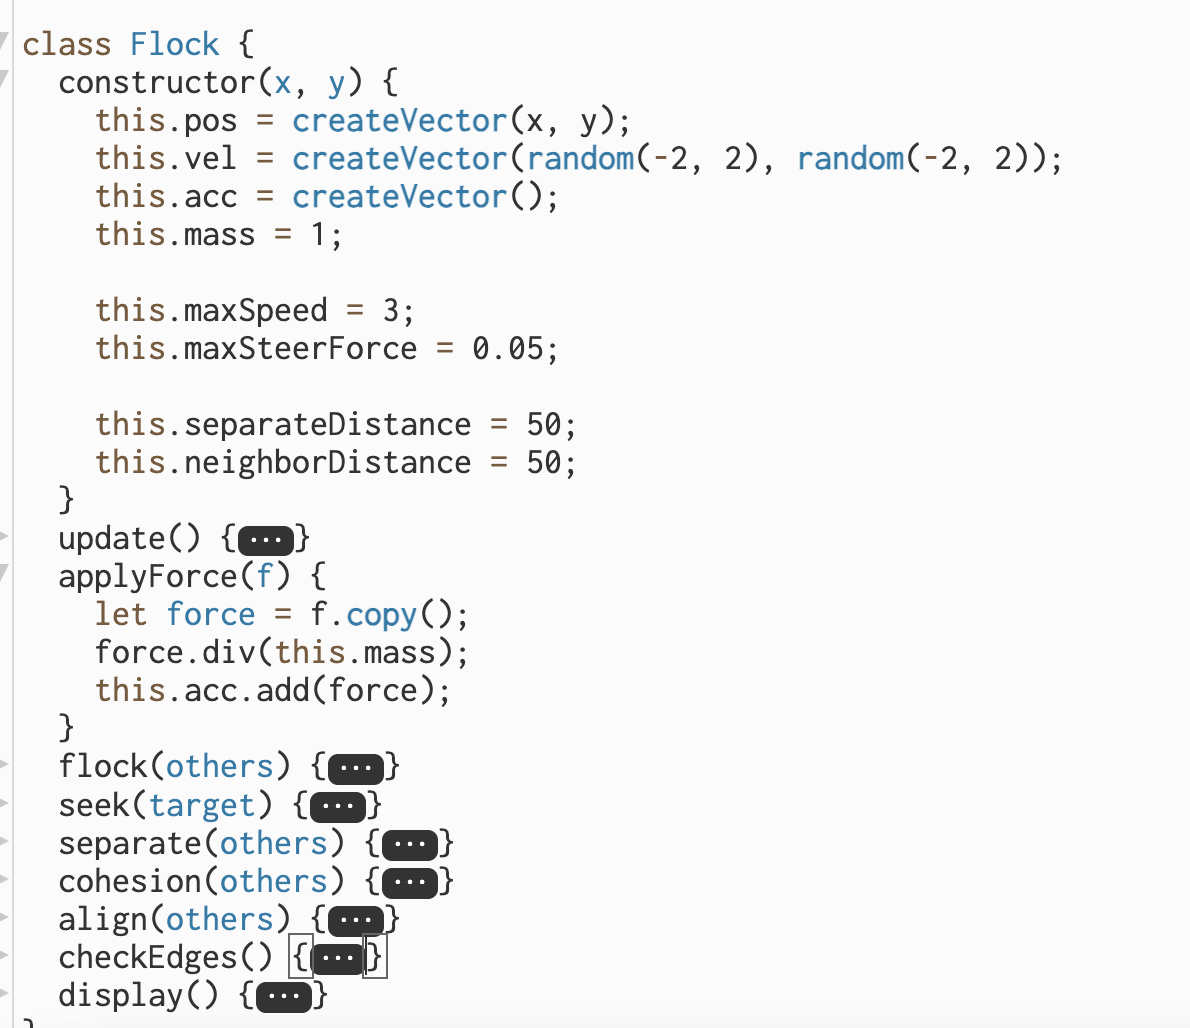 class Flock {
constructor(x, y) {
this.pos = createVector(x, y);
this.vel = createVector(random(-2, 2), random(-2, 2));
this.acc = createVector();
this.mass = 1;
this.maxSpeed = 3;
this.maxSteerForce = 0.05;
this.separateDistance = 50;
this.neighborDistance = 50;
}
update() {...}
applyForce(f) {
let force = f.copy();
force.div(this.mass);
this.acc.add(force);
}
flock(others) {...}
seek(target) {...}
separate(others) {...}
cohesion(others) {...}
align(others) {...}
checkEdges() {...}
display() {...}
}